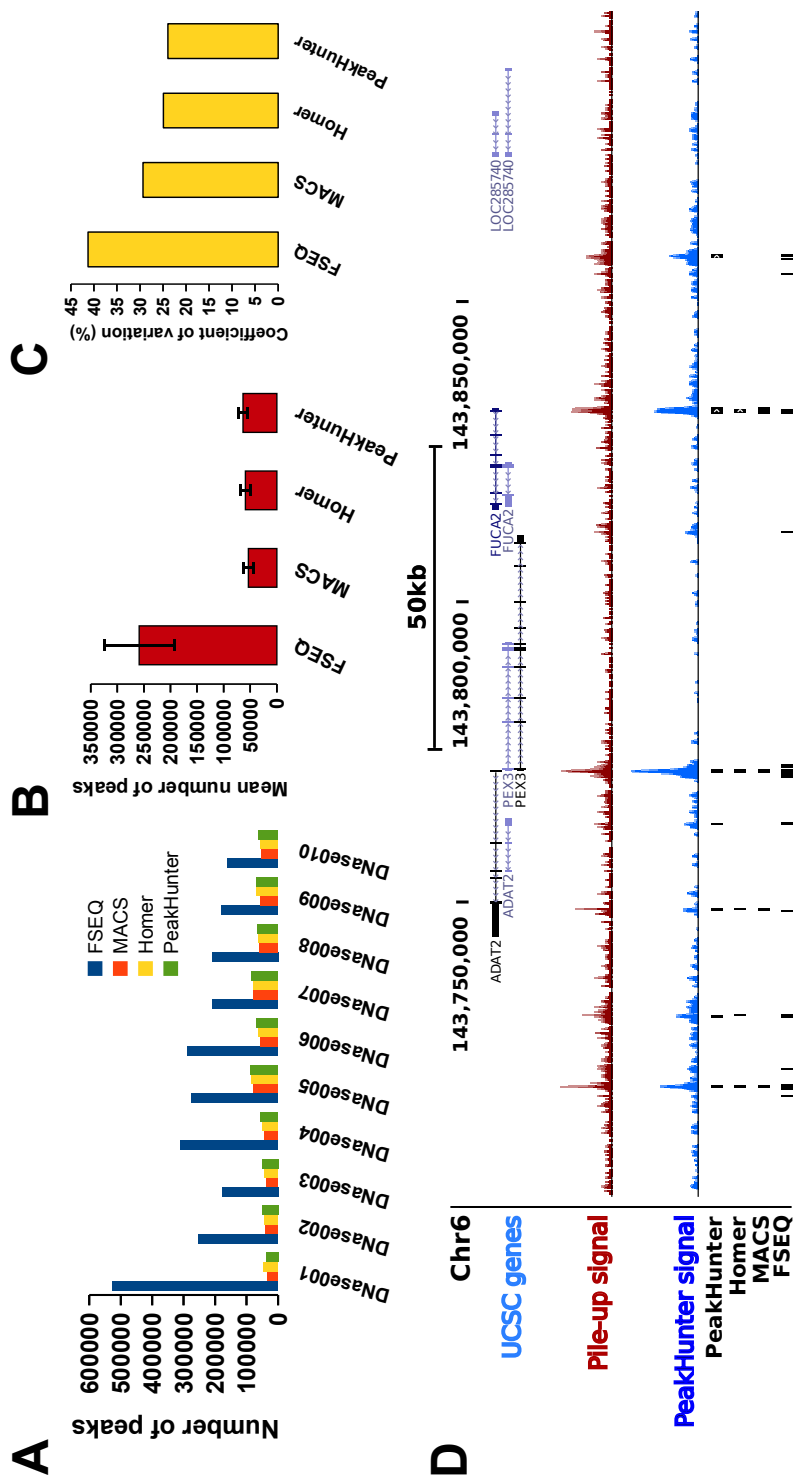 A
Number of peaks
600000
500000
400000
300000
200000
100000
0
DNase001
DNase002
DNase003
DNase004
DNase005
DNase006
DNase007
DNase008
DNase009
DNase010
FSEQ
MACS
Homer
PeakHunter
B
Mean number of peaks
350000
300000
250000
200000
150000
100000
50000
0
FSEQ
MACS
Homer
PeakHunter
C
Coefficient of variation (%)
45
40
35
30
25
20
15
10
5
0
FSEQ
MACS
Homer
PeakHunter
D
50kb
Chr6
143,750,000 I
143,800,000 I
143,850,000 I
UCSC genes
ADAT2
ADAT2
PEX3
PEX3
FUCA2
FUCA2
LOC285740
LOC285740
Pile-up signal
PeakHunter signal
PeakHunter
Homer
MACS
FSEQ